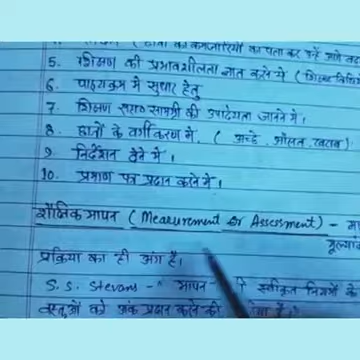 5. शिक्षण की प्रभावशीलता ज्ञात करने में (शिक्षण
6. पाठ्यक्रम में सुधार हेतु
7. शिक्षण सहायक सामग्री की उपादेयता जानने में।
8. छात्रों के वर्गीकरण में, (अच्छे, औसत, खराब)
9. निर्देशन देने में।
10. प्रमाण पत्र प्रदान करने में।
शैक्षिक मापन (Measurement or Assessment) -
प्रक्रिया का ही अंग है।
S. S. Stevans - " मापन स्वीकृत नियमों के
वस्तुओं को अंक प्रदान करने की है।"